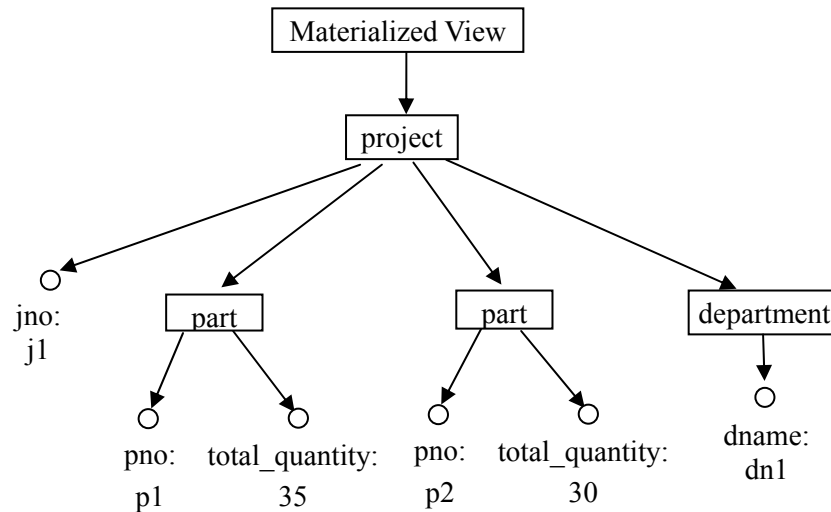 Materialized View
project
jno:
j1
part
part
department
pno:
p1
total_quantity:
35
pno:
p2
total_quantity:
30
dname:
dn1